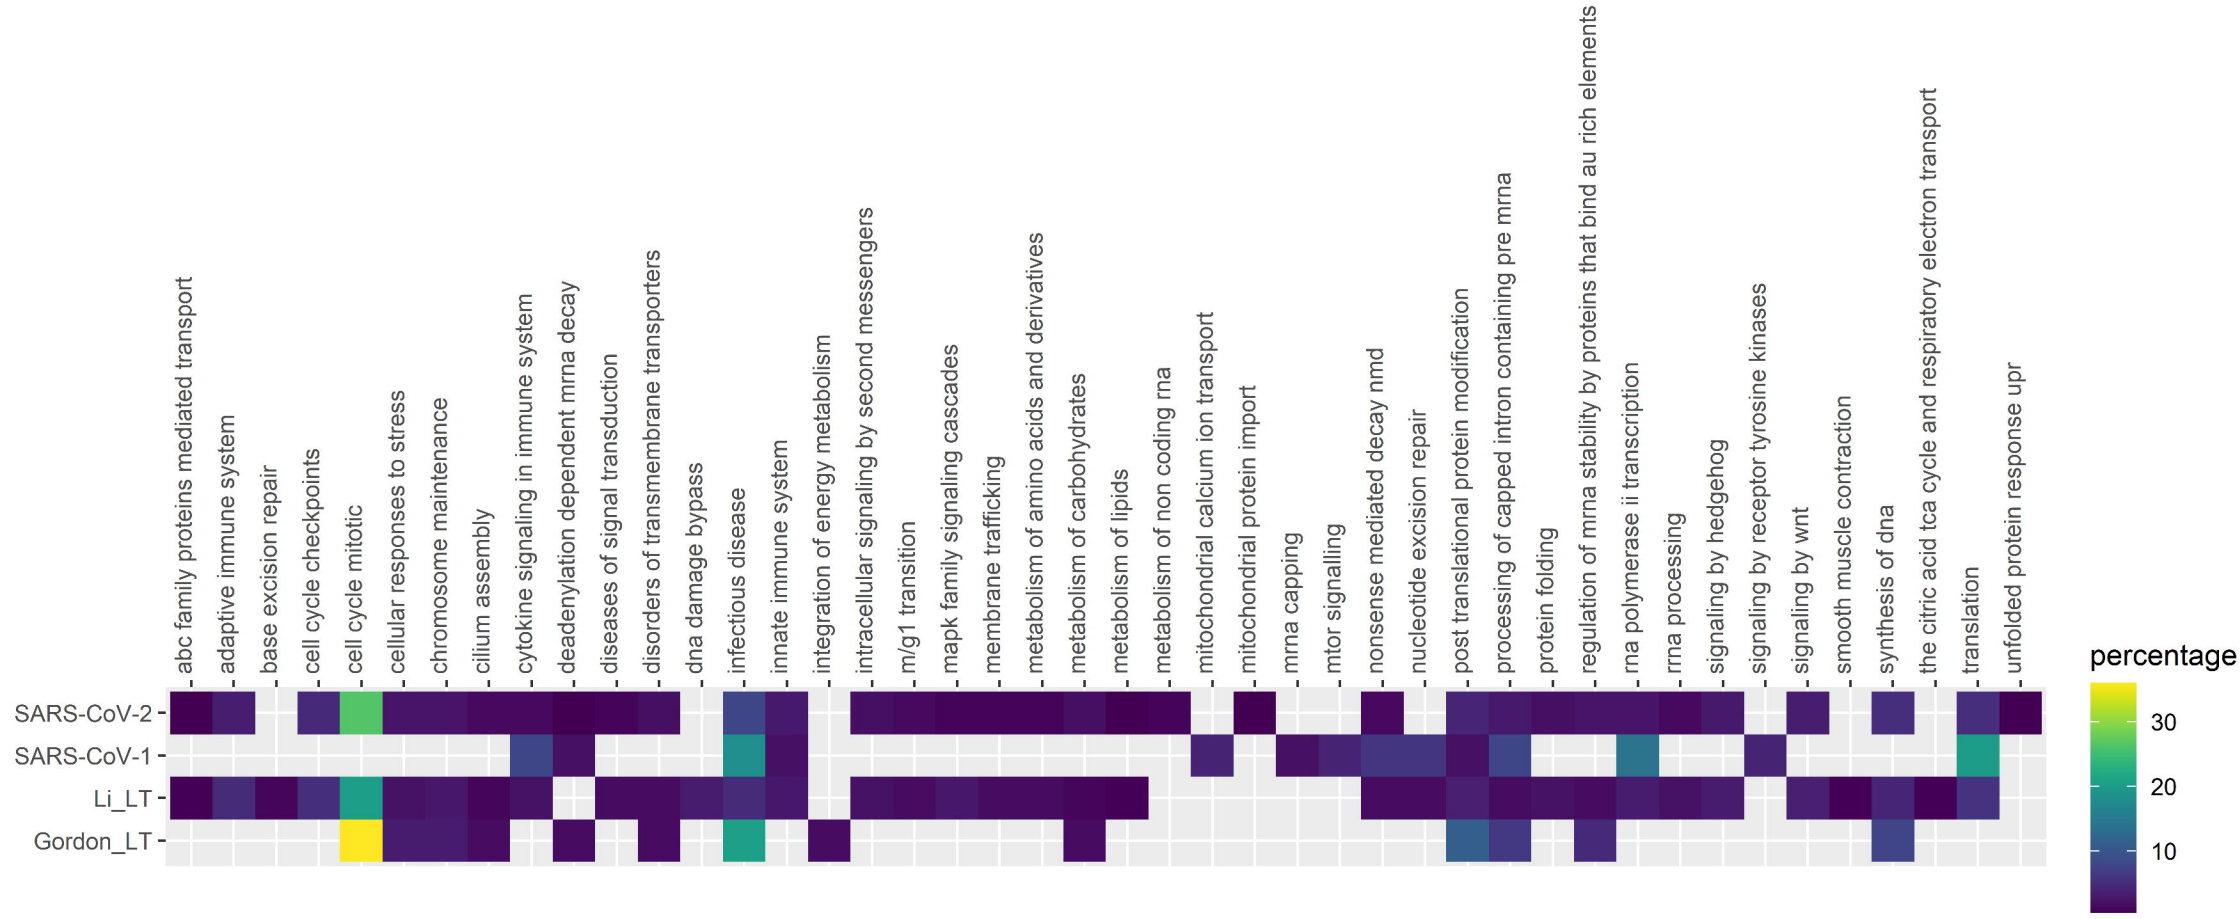 abc family proteins mediated transport
adaptive immune system
base excision repair
cell cycle checkpoints
cell cycle mitotic
cellular responses to stress
chromosome maintenance
cilium assembly
cytokine signaling in immune system
deadenylation dependent mrna decay
diseases of signal transduction
disorders of transmembrane transporters
dna damage bypass
infectious disease
innate immune system
integration of energy metabolism
intracellular signaling by second messengers
m/g1 transition
mapk family signaling cascades
membrane trafficking
metabolism of amino acids and derivatives
metabolism of carbohydrates
metabolism of lipids
metabolism of non coding rna
mitochondrial calcium ion transport
mitochondrial protein import
mrna capping
mtor signalling
nonsense mediated decay nmd
nucleotide excision repair
post translational protein modification
processing of capped intron containing pre mrna
protein folding
regulation of mrna stability by proteins that bind au rich elements
rna polymerase ii transcription
rrna processing
signaling by hedgehog
signaling by receptor tyrosine kinases
signaling by wnt
smooth muscle contraction
synthesis of dna
the citric acid tca cycle and respiratory electron transport
translation
unfolded protein response upr
SARS-CoV-2
SARS-CoV-1
Li_LT
Gordon_LT
percentage
30
20
10